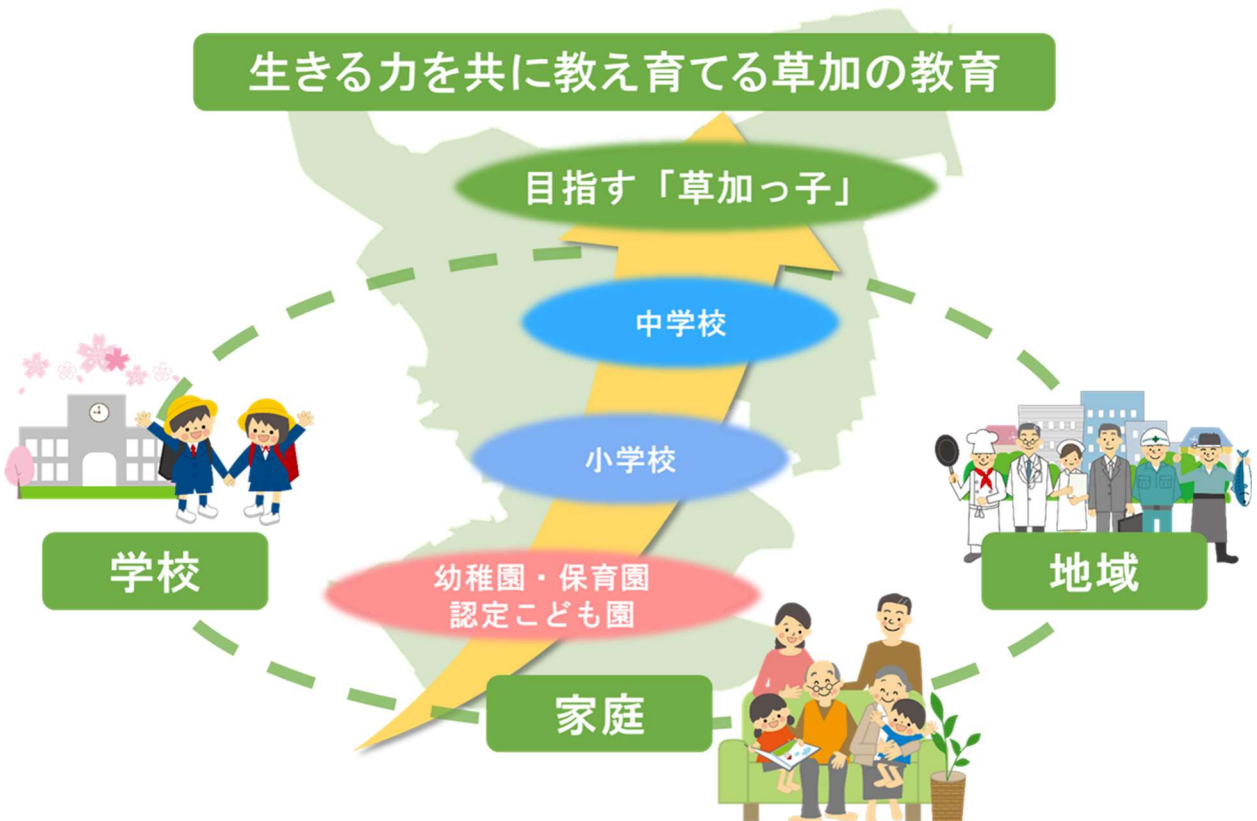 生きる力を共に教え育てる草加の教育
目指す「草加っ子」
中学校
小学校
学校
地域
幼稚園・保育園
認定こども園
家庭